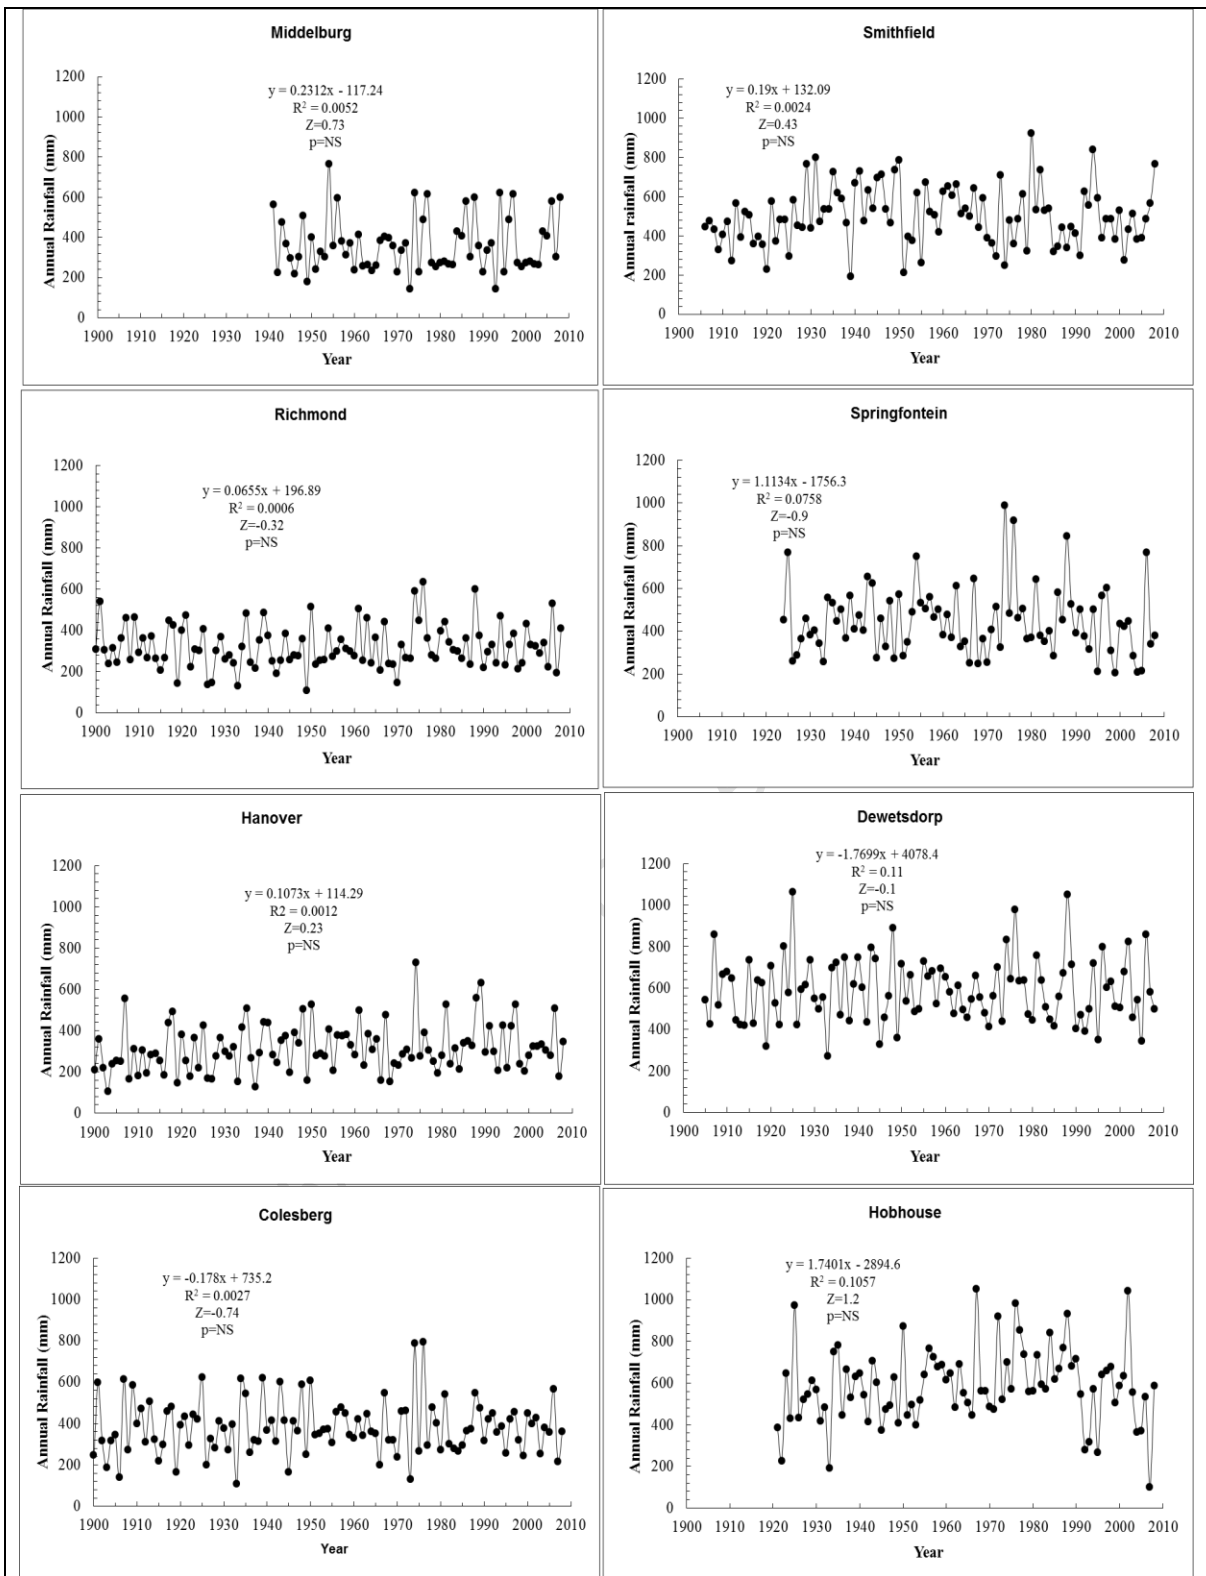 Middelburg
y = 0.2312x - 117.24
R² = 0.0052
Z=0.73
p=NS
Annual Rainfall (mm)
1200
1000
800
600
400
200
0
1900 1910 1920 1930 1940 1950 1960 1970 1980 1990 2000 2010
Year
Smithfield
y = 0.19x + 132.09
R² = 0.0024
Z=0.43
p=NS
Annual rainfall (mm)
1200
1000
800
600
400
200
0
1900 1910 1920 1930 1940 1950 1960 1970 1980 1990 2000 2010
Year
Richmond
y = 0.0655x + 196.89
R² = 0.0006
Z=-0.32
p=NS
Annual Rainfall (mm)
1200
1000
800
600
400
200
0
1900 1910 1920 1930 1940 1950 1960 1970 1980 1990 2000 2010
Year
Springfontein
y = 1.1134x - 1756.3
R² = 0.0758
Z=-0.9
p=NS
Annual Rainfall (mm)
1200
1000
800
600
400
200
0
1900 1910 1920 1930 1940 1950 1960 1970 1980 1990 2000 2010
Year
Hanover
y = 0.1073x + 114.29
R2 = 0.0012
Z=0.23
p=NS
Annual Rainfall (mm)
1200
1000
800
600
400
200
0
1900 1910 1920 1930 1940 1950 1960 1970 1980 1990 2000 2010
Year
Dewetsdorp
y = -1.7699x + 4078.4
R² = 0.11
Z=-0.1
p=NS
Annual Rainfall (mm)
1200
1000
800
600
400
200
0
1900 1910 1920 1930 1940 1950 1960 1970 1980 1990 2000 2010
Year
Colesberg
y = -0.178x + 735.2
R² = 0.0027
Z=-0.74
p=NS
Annual Rainfall (mm)
1200
1000
800
600
400
200
0
1900 1910 1920 1930 1940 1950 1960 1970 1980 1990 2000 2010
Year
Hobhouse
y = 1.7401x - 2894.6
R² = 0.1057
Z=1.2
p=NS
Annual Rainfall (mm)
1200
1000
800
600
400
200
0
1900 1910 1920 1930 1940 1950 1960 1970 1980 1990 2000 2010
Year